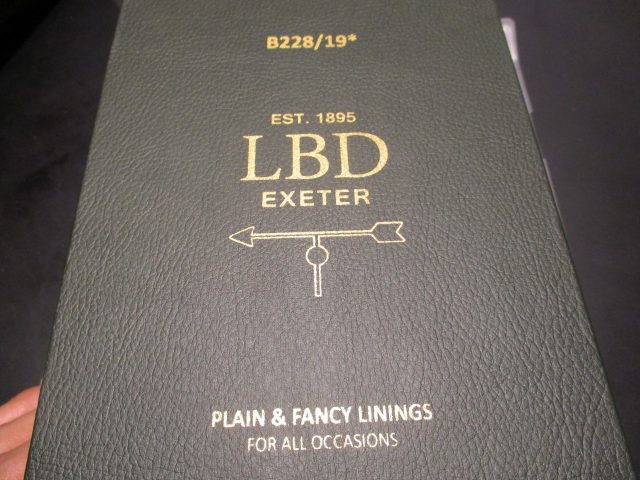 B228/19*
EST. 1895
LBD
EXETER
PLAIN & FANCY LININGS
FOR ALL OCCASIONS